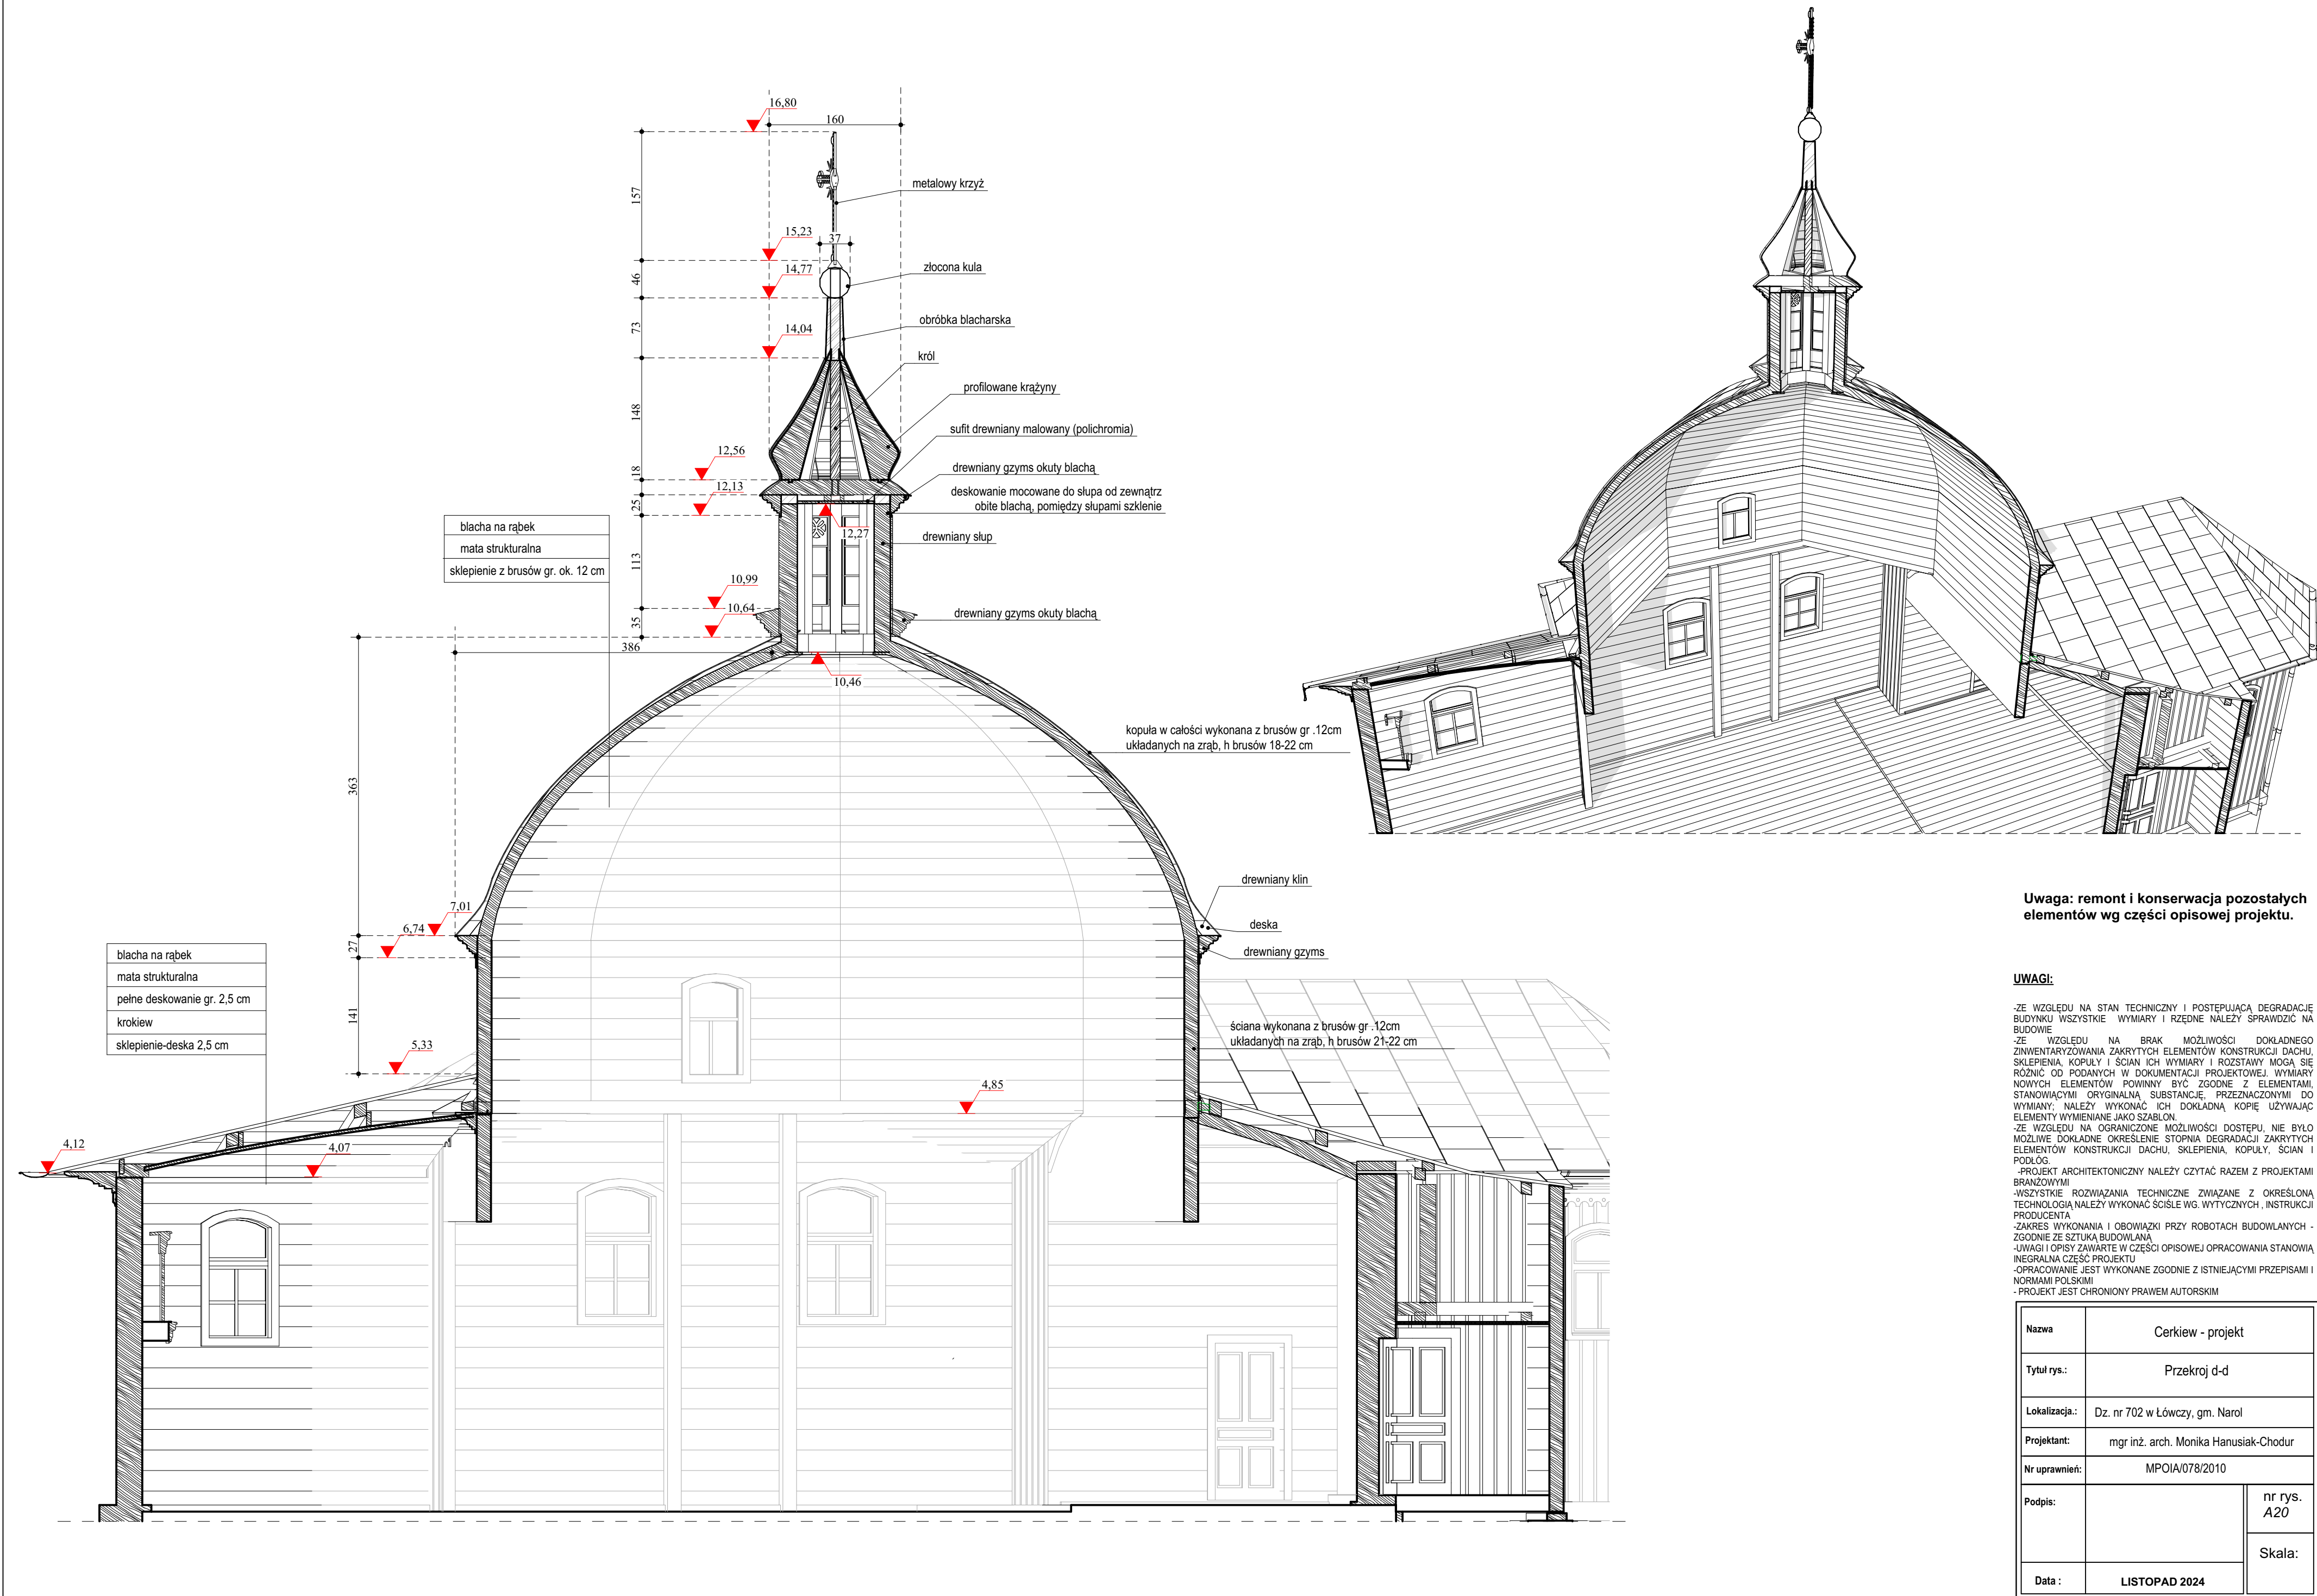 16,80
160
157
metalowy krzyż
15,23
37
46
14,77
złocona kula
73
14,04
obróbka blacharska
król
148
profilowane krążyny
sufit drewniany malowany (polichromia)
12,56
18
drewniany gzyms okuty blachą
12,13
25
deskowanie mocowane do słupa od zewnątrz
obite blachą, pomiędzy słupami szklenie
12,27
drewniany słup
113
blacha na rąbek
mata strukturalna
sklepienie z brusów gr. ok. 12 cm
10,99
10,64
35
drewniany gzyms okuty blachą
386
10,46
kopuła w całości wykonana z brusów gr .12cm
układanych na zrąb, h brusów 18-22 cm
363
drewniany klin
7,01
6,74
27
deska
drewniany gzyms
blacha na rąbek
mata strukturalna
pełne deskowanie gr. 2,5 cm
krokiew
sklepienie-deska 2,5 cm
141
5,33
ściana wykonana z brusów gr .12cm
układanych na zrąb, h brusów 21-22 cm
4,85
4,12
4,07
Uwaga: remont i konserwacja pozostałych
elementów wg części opisowej projektu.
UWAGI:
-ZE WZGLĘDU NA STAN TECHNICZNY I POSTĘPUJĄCĄ DEGRADACJĘ
BUDYNKU WSZYSTKIE WYMIARY I RZĘDNE NALEŻY SPRAWDZIĆ NA
BUDOWIE
-ZE WZGLĘDU NA BRAK MOŻLIWOŚCI DOKŁADNEGO
ZINWENTARYZOWANIA ZAKRYTYCH ELEMENTÓW KONSTRUKCJI DACHU,
SKLEPIENIA, KOPUŁY I ŚCIAN ICH WYMIARY I ROZSTAWY MOGĄ SIĘ
RÓŻNIĆ OD PODANYCH W DOKUMENTACJI PROJEKTOWEJ. WYMIARY
NOWYCH ELEMENTÓW POWINNY BYĆ ZGODNE Z ELEMENTAMI,
STANOWIĄCYMI ORYGINALNĄ SUBSTANCJĘ, PRZEZNACZONYMI DO
WYMIANY; NALEŻY WYKONAĆ ICH DOKŁADNĄ KOPIĘ UŻYWAJĄC
ELEMENTY WYMIENIANE JAKO SZABLON.
-ZE WZGLĘDU NA OGRANICZONE MOŻLIWOŚCI DOSTĘPU, NIE BYŁO
MOŻLIWE DOKŁADNE OKREŚLENIE STOPNIA DEGRADACJI ZAKRYTYCH
ELEMENTÓW KONSTRUKCJI DACHU, SKLEPIENIA, KOPUŁY, ŚCIAN I
PODŁÓG.
-PROJEKT ARCHITEKTONICZNY NALEŻY CZYTAĆ RAZEM Z PROJEKTAMI
BRANŻOWYMI
-WSZYSTKIE ROZWIĄZANIA TECHNICZNE ZWIĄZANE Z OKREŚLONĄ
TECHNOLOGIĄ NALEŻY WYKONAĆ ŚCIŚLE WG. WYTYCZNYCH , INSTRUKCJI
PRODUCENTA
-ZAKRES WYKONANIA I OBOWIĄZKI PRZY ROBOTACH BUDOWLANYCH -
ZGODNIE ZE SZTUKĄ BUDOWLANĄ
-UWAGI I OPISY ZAWARTE W CZĘŚCI OPISOWEJ OPRACOWANIA STANOWIĄ
INEGRALNA CZĘŚĆ PROJEKTU
-OPRACOWANIE JEST WYKONANE ZGODNIE Z ISTNIEJĄCYMI PRZEPISAMI I
NORMAMI POLSKIMI
- PROJEKT JEST CHRONIONY PRAWEM AUTORSKIM
Nazwa Cerkiew - projekt
Tytuł rys.: Przekroj d-d
Lokalizacja.: Dz. nr 702 w Łówczy, gm. Narol
Projektant: mgr inż. arch. Monika Hanusiak-Chodur
Nr uprawnień: MPOIA/078/2010
Podpis:
nr rys.
A20
Skala:
Data : LISTOPAD 2024